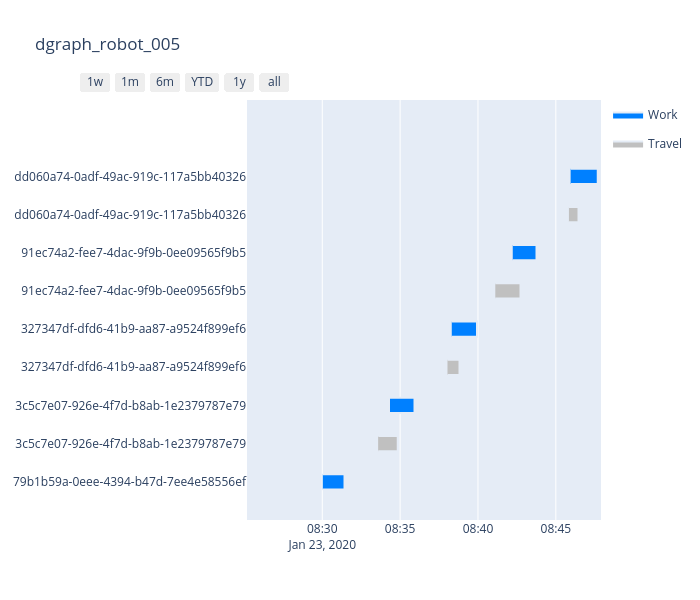 dgraph_robot_005
1w 1m 6m YTD 1y all
Work
Travel
dd060a74-0adf-49ac-919c-117a5bb40326
dd060a74-0adf-49ac-919c-117a5bb40326
91ec74a2-fee7-4dac-9f9b-0ee09565f9b5
91ec74a2-fee7-4dac-9f9b-0ee09565f9b5
327347df-dfd6-41b9-aa87-a9524f899ef6
327347df-dfd6-41b9-aa87-a9524f899ef6
3c5c7e07-926e-4f7d-b8ab-1e2379787e79
3c5c7e07-926e-4f7d-b8ab-1e2379787e79
79b1b59a-0eee-4394-b47d-7ee4e58556ef
08:30 08:35 08:40 08:45
Jan 23, 2020